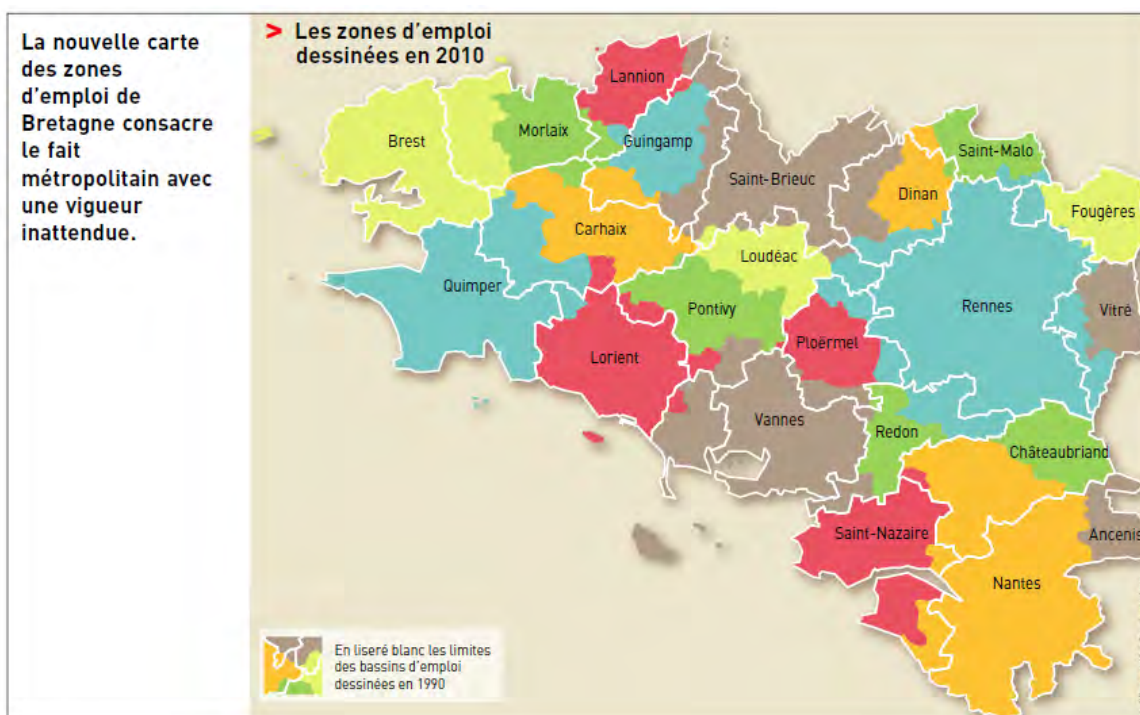 La nouvelle carte
des zones
d'emploi de
Bretagne consacre
le fait
métropolitain avec
une vigueur
inattendue.
> Les zones d'emploi
dessinées en 2010
Lannion
Brest
Morlaix
Guingamp
Saint-Malo
Saint-Brieuc
Dinan
Fougères
Carhaix
Loudéac
Quimper
Rennes
Pontivy
Vitré
Ploërmel
Lorient
Vannes
Redon
Châteaubriand
Saint-Nazaire
Ancenis
Nantes
En liseré blanc les limites
des bassins d'emploi
dessinées en 1990